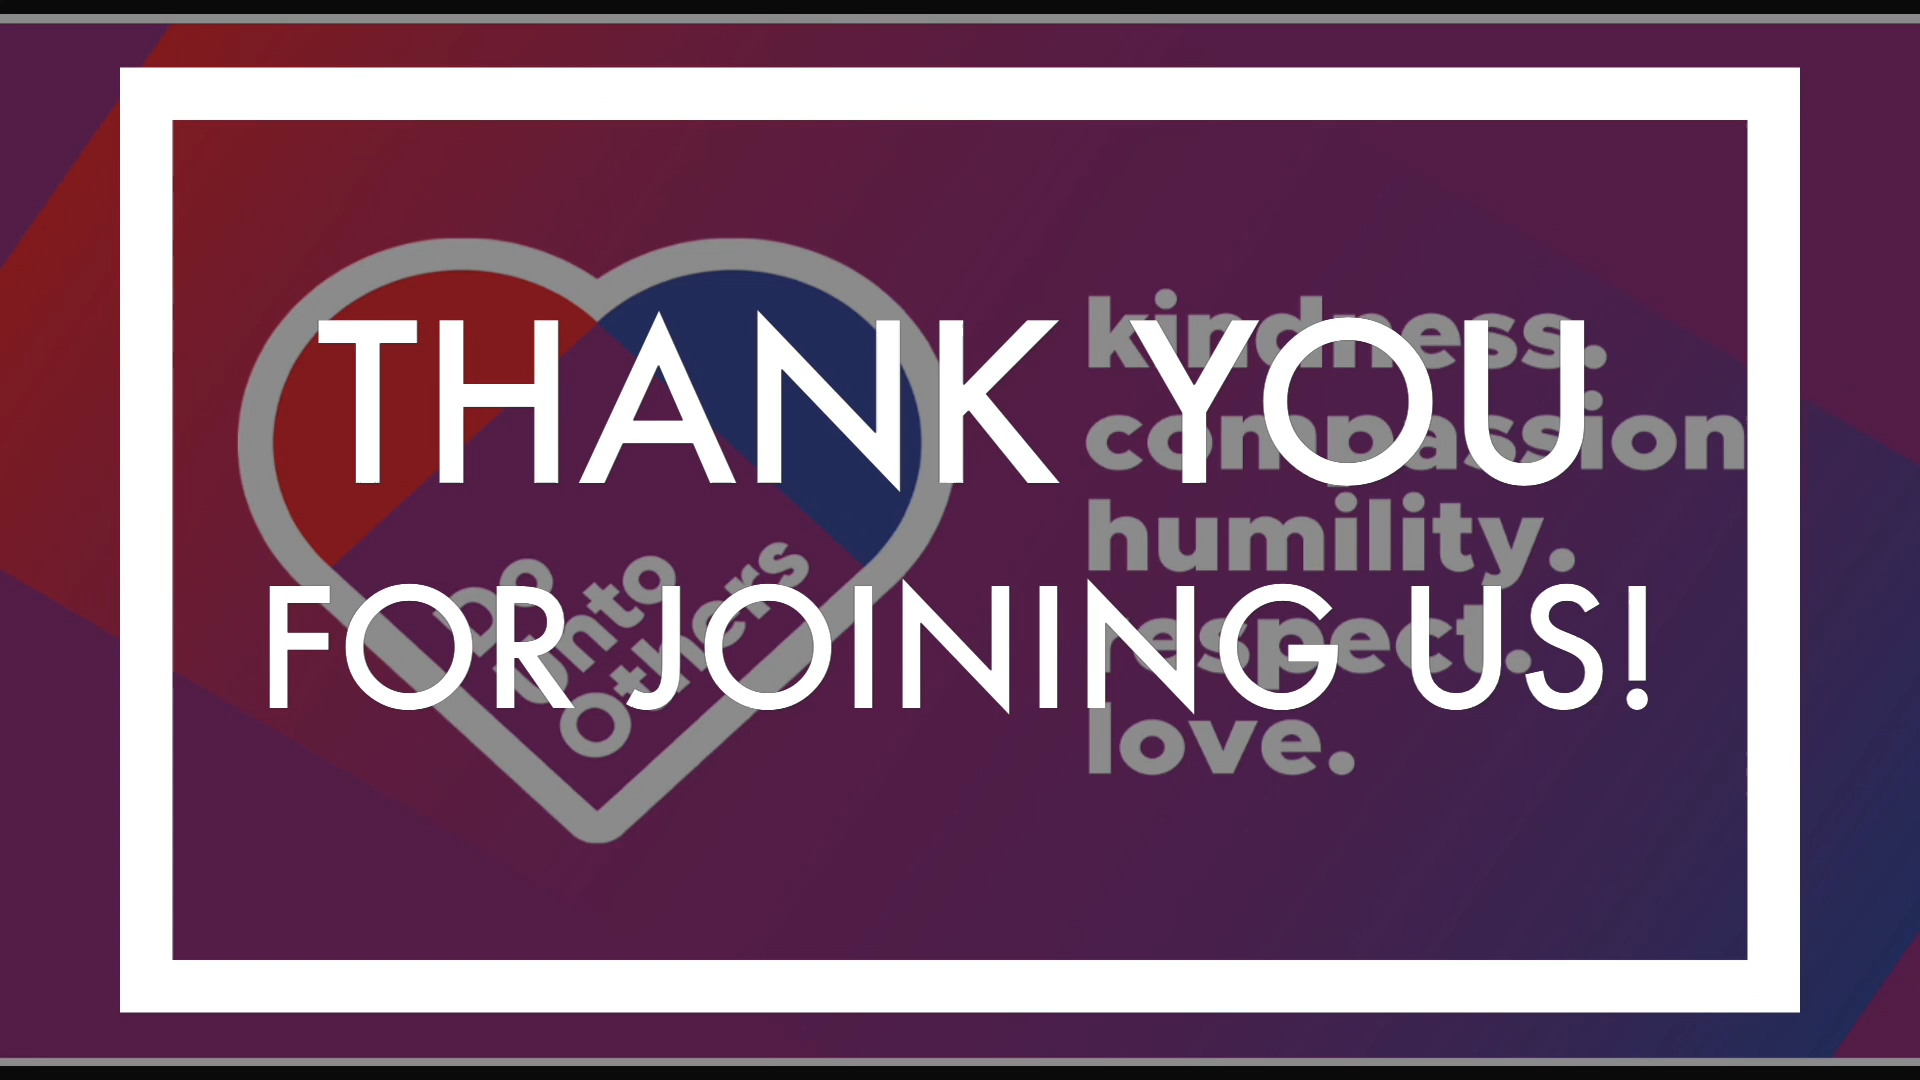 THANK YOU
FOR JOINING US!
Do
Unto
Others
kindness.
compassion
humility.
respect.
love.